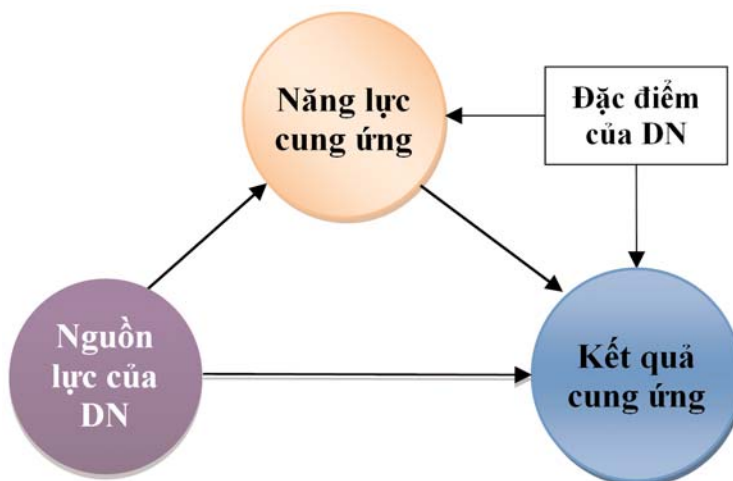 Năng lực
cung ứng
Đặc điểm
của DN
Nguồn
lực của
DN
Kết quả
cung ứng